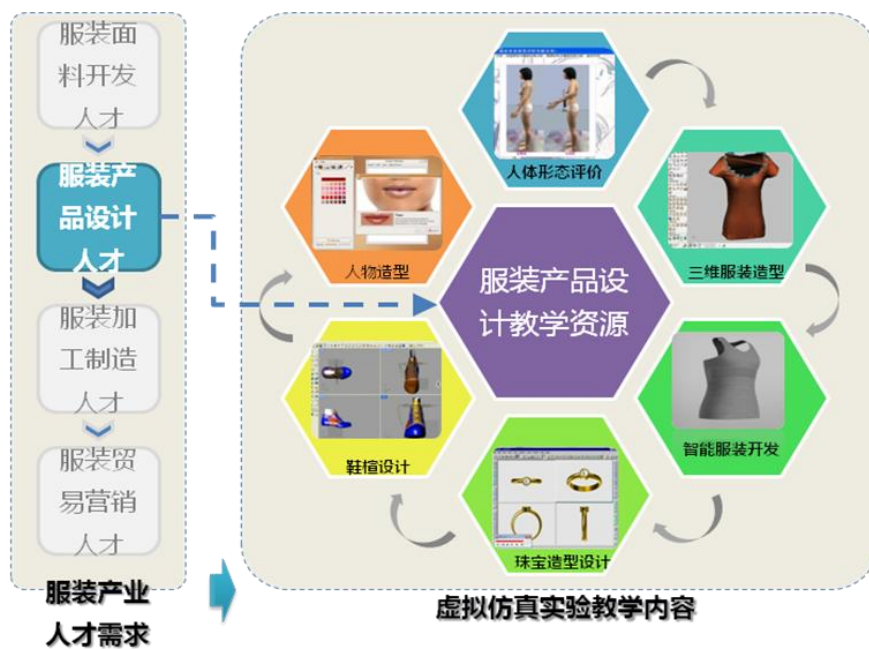 服装面
料开发
人才
服装产
品设计
人才
服装加
工制造
人才
服装贸
易营销
人才
服装产业
人才需求
人体形态评价
三维服装造型
智能服装开发
珠宝造型设计
鞋楦设计
人物造型
服装产品设
计教学资源
虚拟仿真实验教学内容